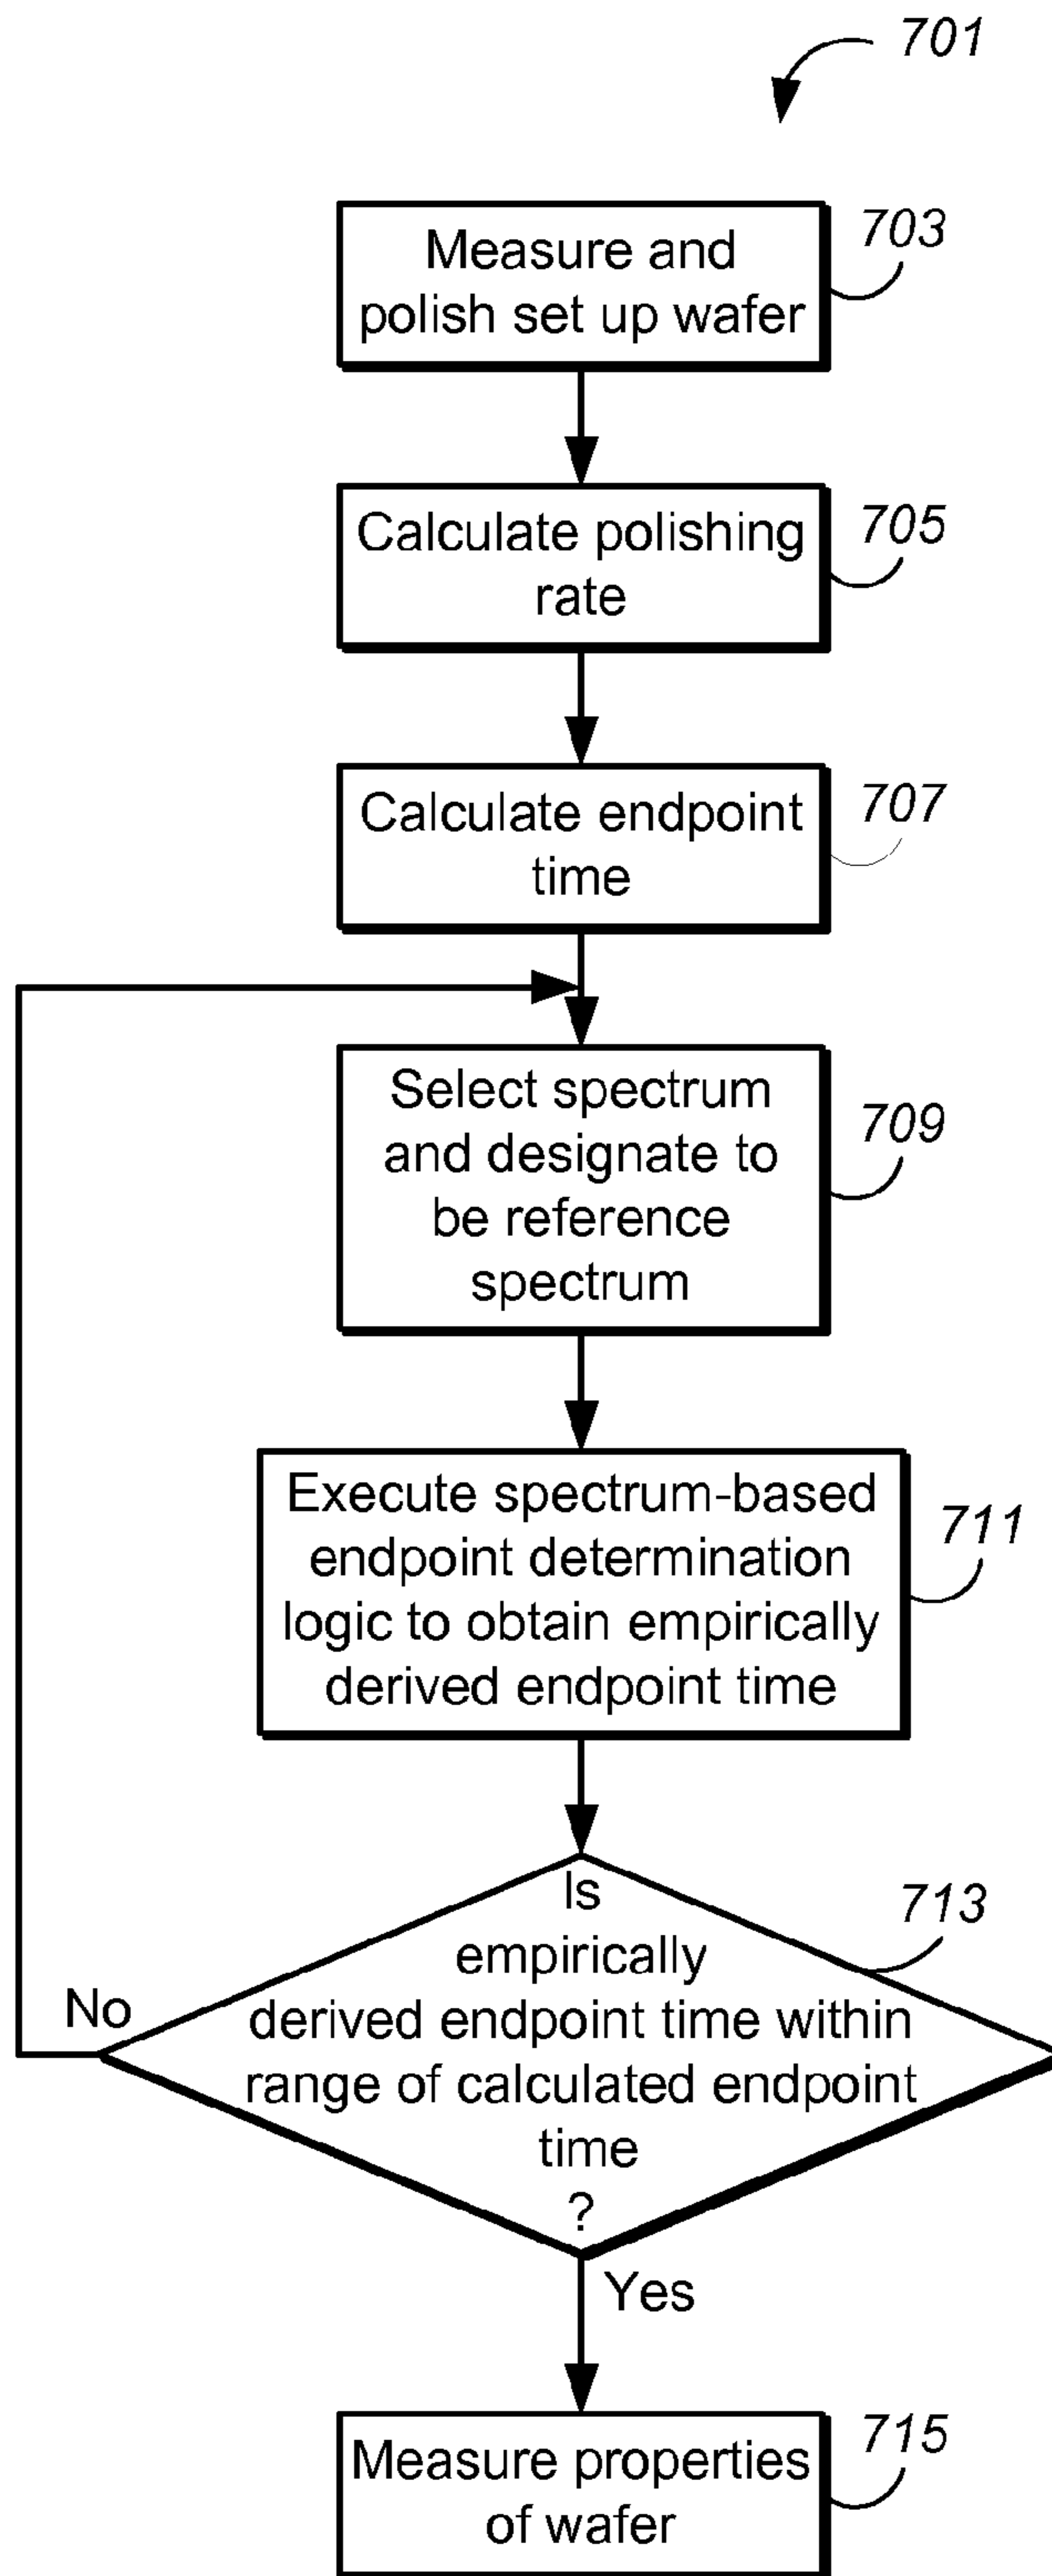 701
Measure and
polish set up wafer
703
Calculate polishing
rate
705
Calculate endpoint
time
707
Select spectrum
and designate to
be reference
spectrum
709
Execute spectrum-based
endpoint determination
logic to obtain empirically
derived endpoint time
711
Is
empirically
derived endpoint time within
range of calculated endpoint
time
?
713
No
Yes
Measure properties
of wafer
715